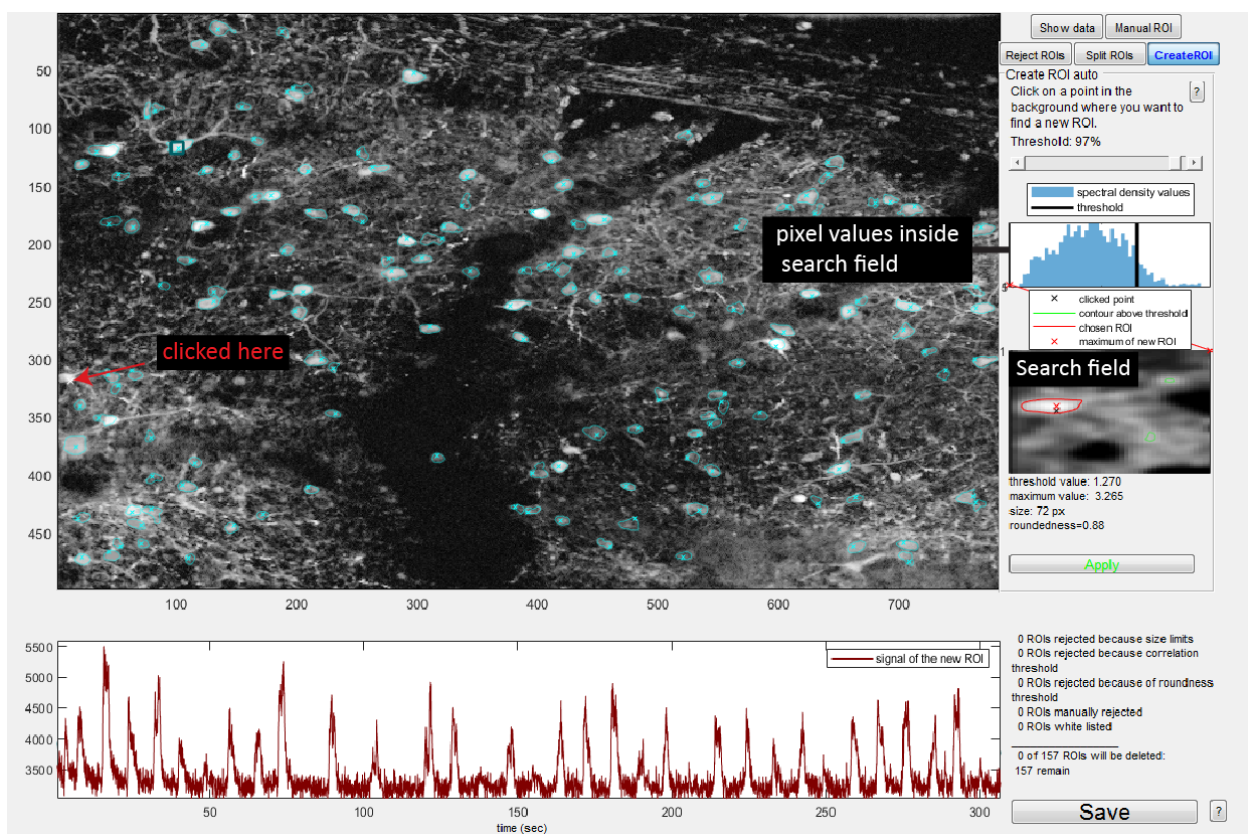 Show data
Manual ROI
Reject ROIs
Split ROIs
CreateROI
Create ROI auto
Click on a point in the
background where you want to
find a new ROI.
?
Threshold: 97%
spectral density values
threshold
pixel values inside
search field
clicked point
contour above threshold
chosen ROI
maximum of new ROI
Search field
threshold value: 1.270
maximum value: 3.265
size: 72 px
roundedness=0.88
Apply
clicked here
50
100
150
200
250
300
350
400
450
100
200
300
400
500
600
700
signal of the new ROI
5500
5000
4500
4000
3500
50
100
150
200
250
300
time (sec)
0 ROIs rejected because size limits
0 ROIs rejected because of correlation
threshold
0 ROIs rejected because of roundness
threshold
0 ROIs manually rejected
0 ROIs white listed
0 of 157 ROIs will be deleted:
157 remain
Save
?